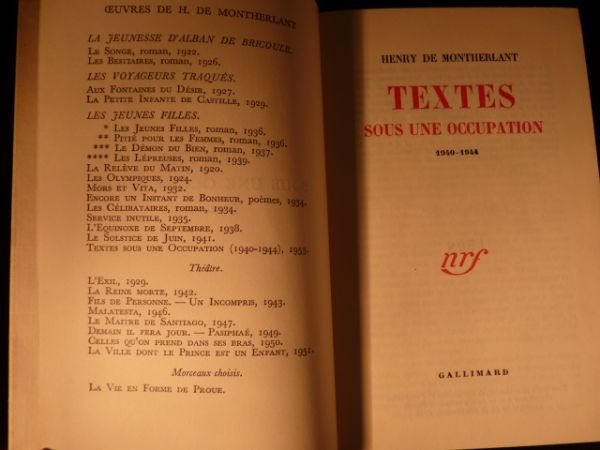 ŒUVRES DE H. DE MONTHERLANT
LA JEUNESSE D'ALBAN DE BRICOULE.
LE SONGE, roman, 1922.
LES BESTIAIRES, roman, 1926.
LES VOYAGEURS TRAQUÉS.
AUX FONTAINES DU DÉSIR, 1927.
LA PETITE INFANTE DE CASTILLE, 1929.
LES JEUNES FILLES.
* LES JEUNES FILLES, roman, 1936.
** PITIÉ POUR LES FEMMES, roman, 1936.
*** LE DÉMON DU BIEN, roman, 1937.
**** LES LÉPREUSES, roman, 1939.
LA RELÈVE DU MATIN, 1920.
LES OLYMPIQUES, 1924.
MORS ET VITA, 1932.
ENCORE UN INSTANT DE BONHEUR, poèmes, 1934.
LES CÉLIBATAIRES, roman, 1934.
SERVICE INUTILE, 1935.
L'EQUINOXE DE SEPTEMBRE, 1938.
LE SOLSTICE DE JUIN, 1941.
TEXTES SOUS UNE OCCUPATION (1940-1944), 1953.
Théâtre.
L'EXIL, 1929.
LA REINE MORTE, 1942.
FILS DE PERSONNE. — UN INCOMPRIS, 1943.
MALATESTA, 1946.
LE MAITRE DE SANTIAGO, 1947.
DEMAIN IL FERA JOUR. — PASIPHAÉ, 1949.
CELLES QU'ON PREND DANS SES BRAS, 1950.
LA VILLE DONT LE PRINCE EST UN ENFANT, 1951.
Morceaux choisis.
LA VIE EN FORME DE PROUE.
HENRY DE MONTHERLANT
TEXTES
SOUS UNE OCCUPATION
1940-1944
nrf
GALLIMARD